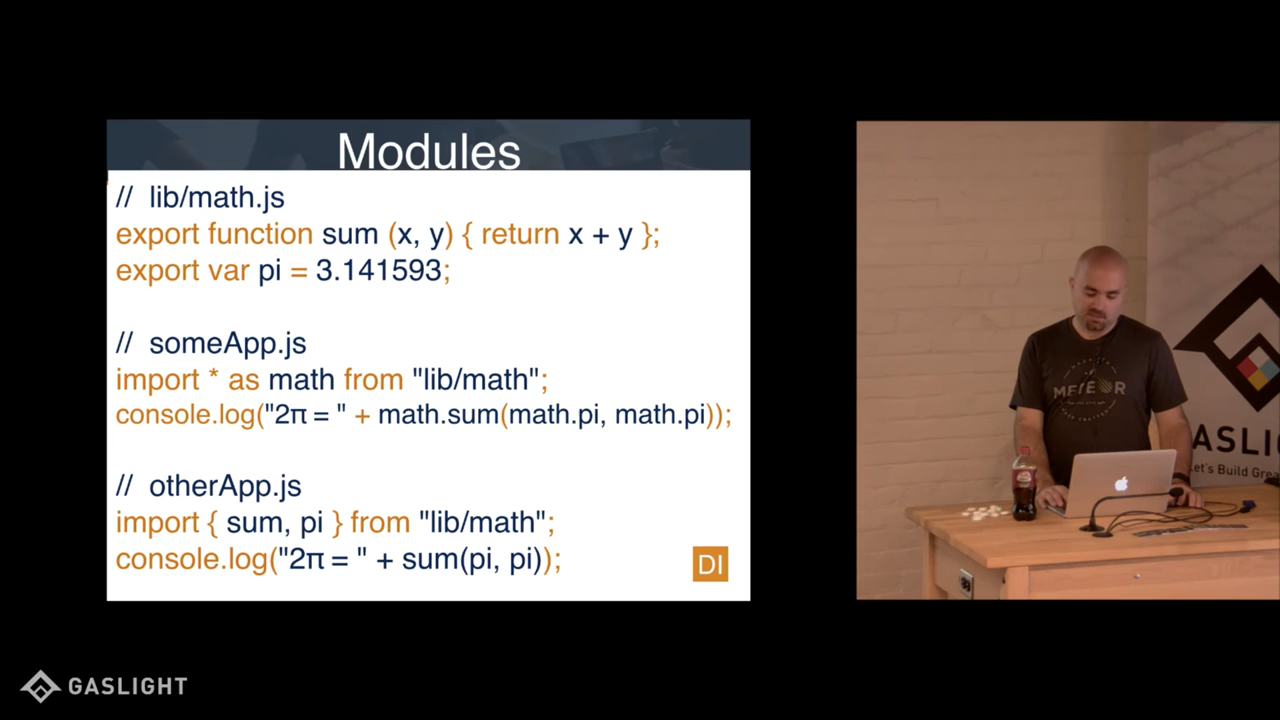 Modules
// lib/math.js
export function sum (x, y) { return x + y };
export var pi = 3.141593;
// someApp.js
import * as math from "lib/math";
console.log("2π = " + math.sum(math.pi, math.pi));
// otherApp.js
import { sum, pi } from "lib/math";
console.log("2π = " + sum(pi, pi));
DI
METEOR
ASLI
Let's Build Grea
GASLIGHT